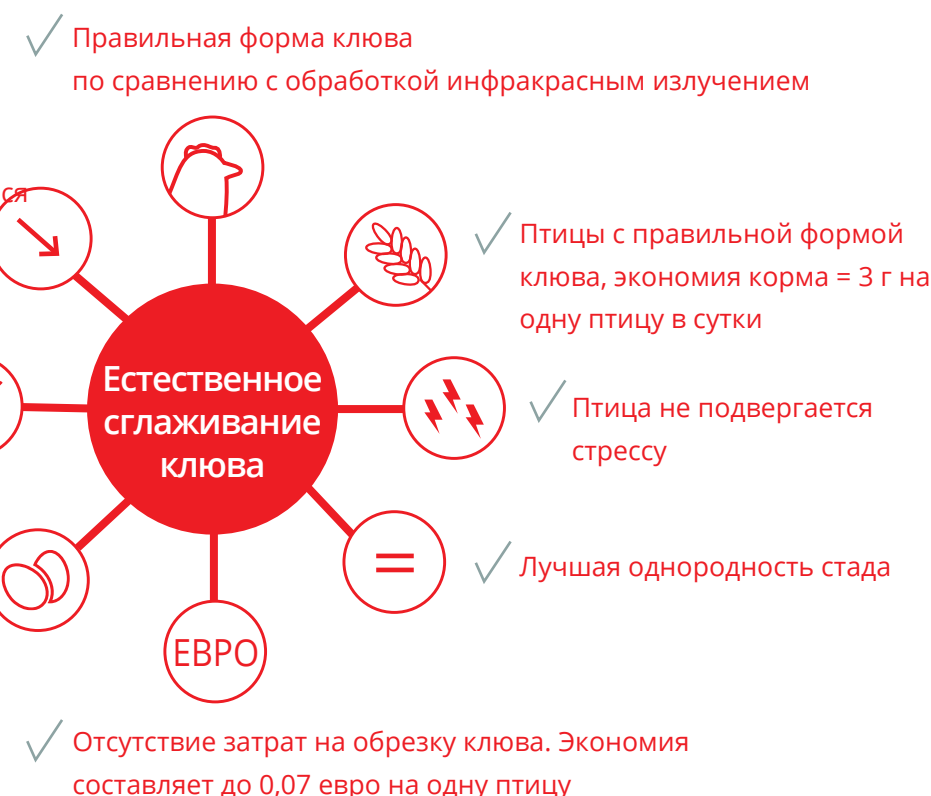 Правильная форма клюва
по сравнению с обработкой инфракрасным излучением
ся
Птицы с правильной формой
клюва, экономия корма = 3 г на
одну птицу в сутки
Естественное
сглаживание
клюва
Птица не подвергается
стрессу
=
Лучшая однородность стада
ЕВРО
Отсутствие затрат на обрезку клюва. Экономия
составляет до 0,07 евро на одну птицу